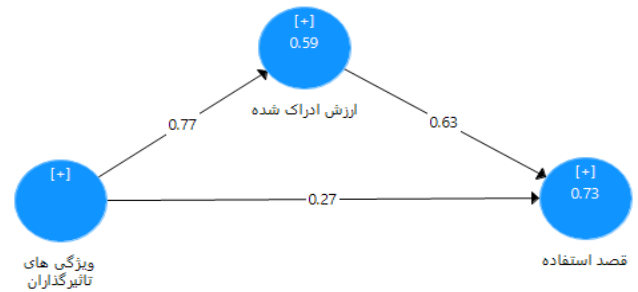 [+]
0.59
ارزش ادراک شده
0.77
0.63
[+]
[+]
0.27
0.73
ویژگی های
تاثیرگذاران
قصد استفاده